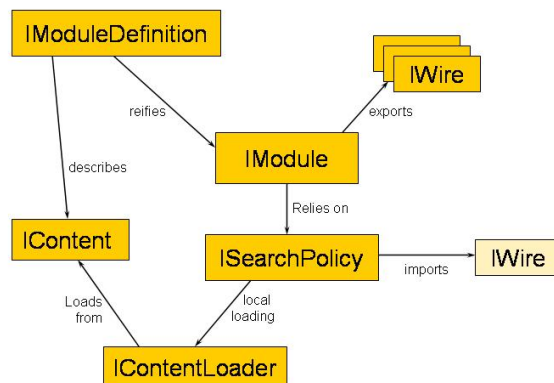 IModuleDefinition
IWire
reifies
exports
IModule
describes
Relies on
IContent
ISearchPolicy
imports
IWire
Loads
from
local
loading
IContentLoader